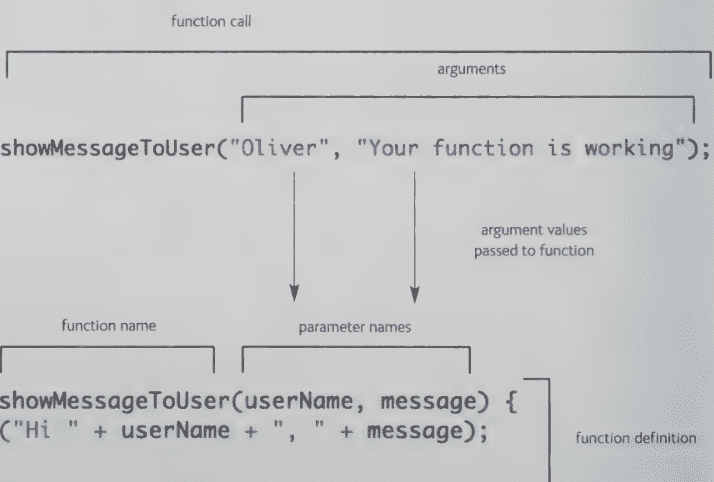 function call
arguments
showMessageToUser("Oliver", "Your function is working");
argument values
passed to function
function name
parameter names
showMessageToUser(userName, message) {
("Hi " + userName + ", " + message);
function definition